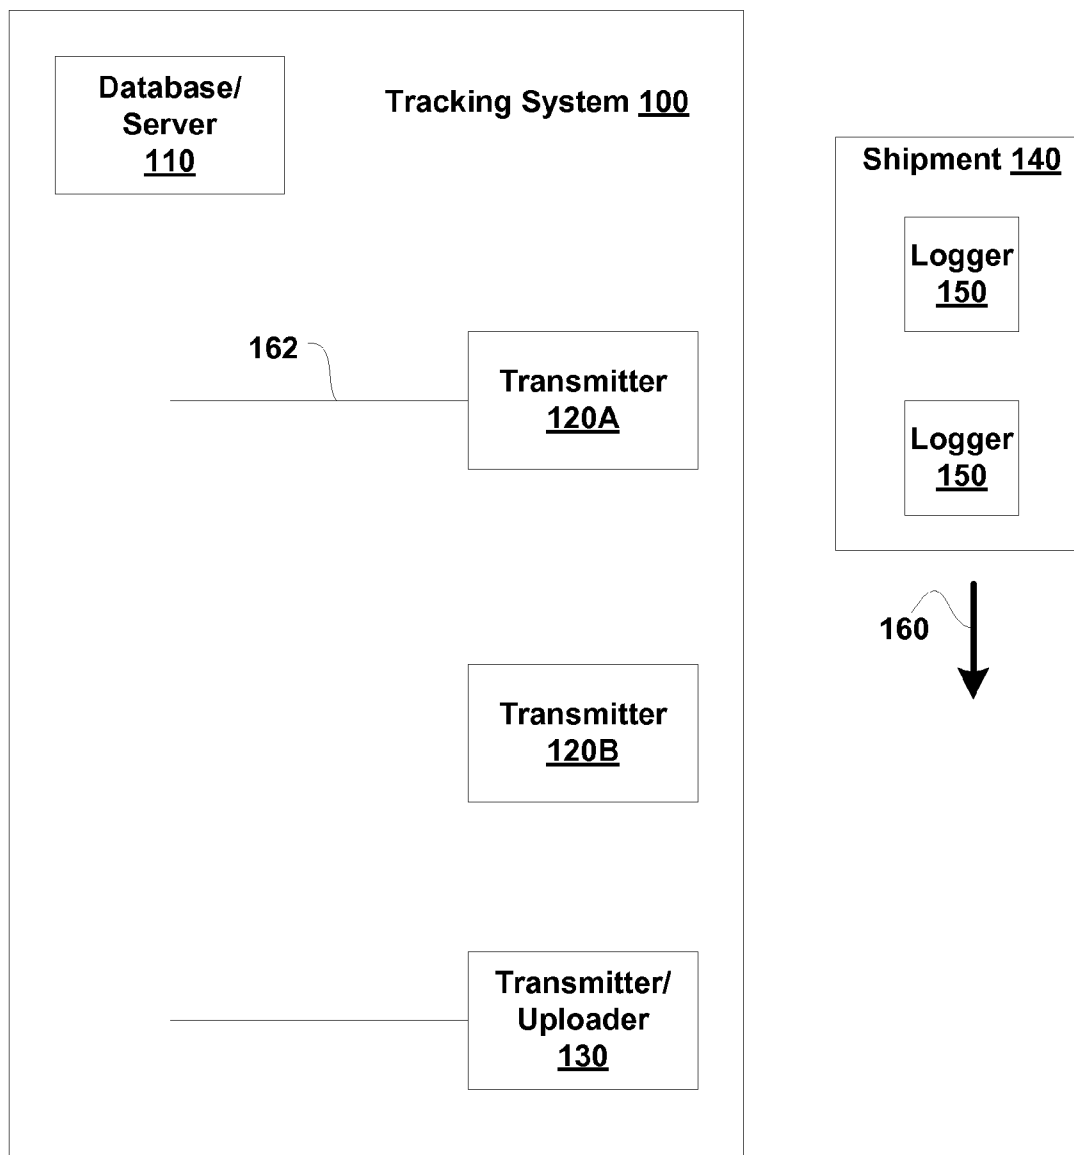 Database/
Server
110
Tracking System 100
Shipment 140
Logger
150
162
Transmitter
120A
Logger
150
160
Transmitter
120B
Transmitter/
Uploader
130